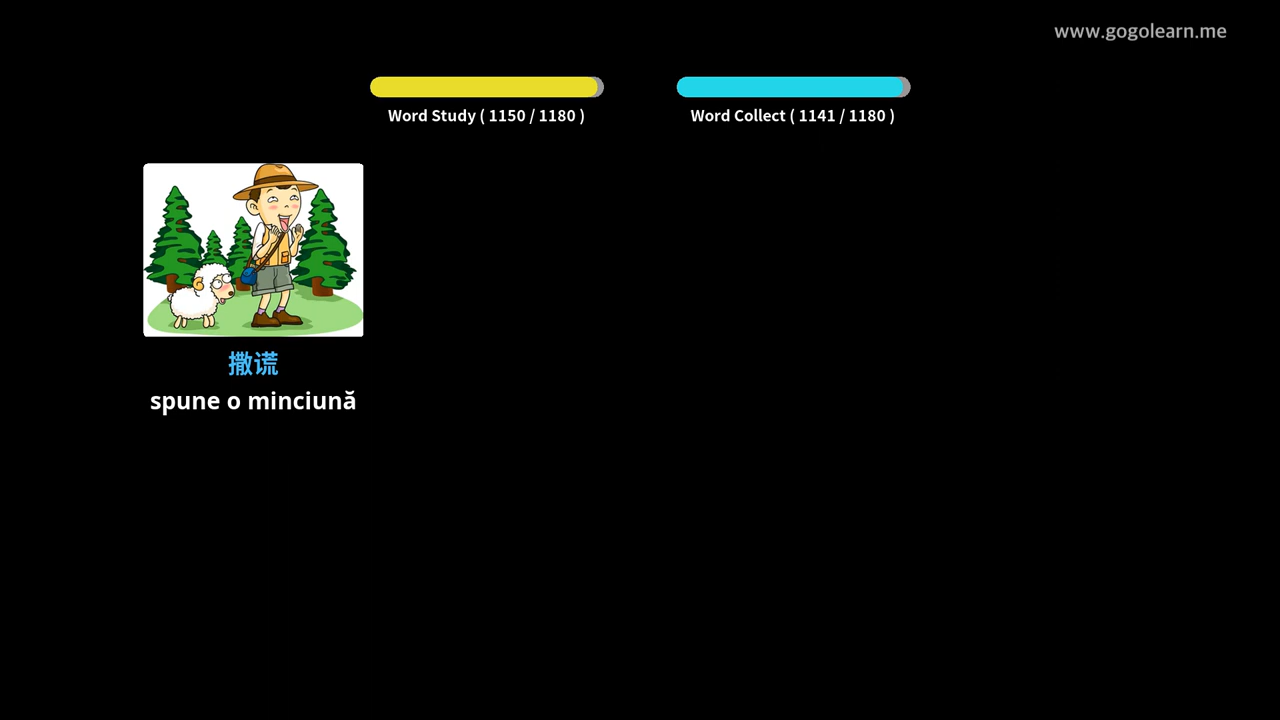 www.gogolearn.me
Word Study ( 1150 / 1180 )
Word Collect ( 1141 / 1180 )
撒谎
spune o minciună